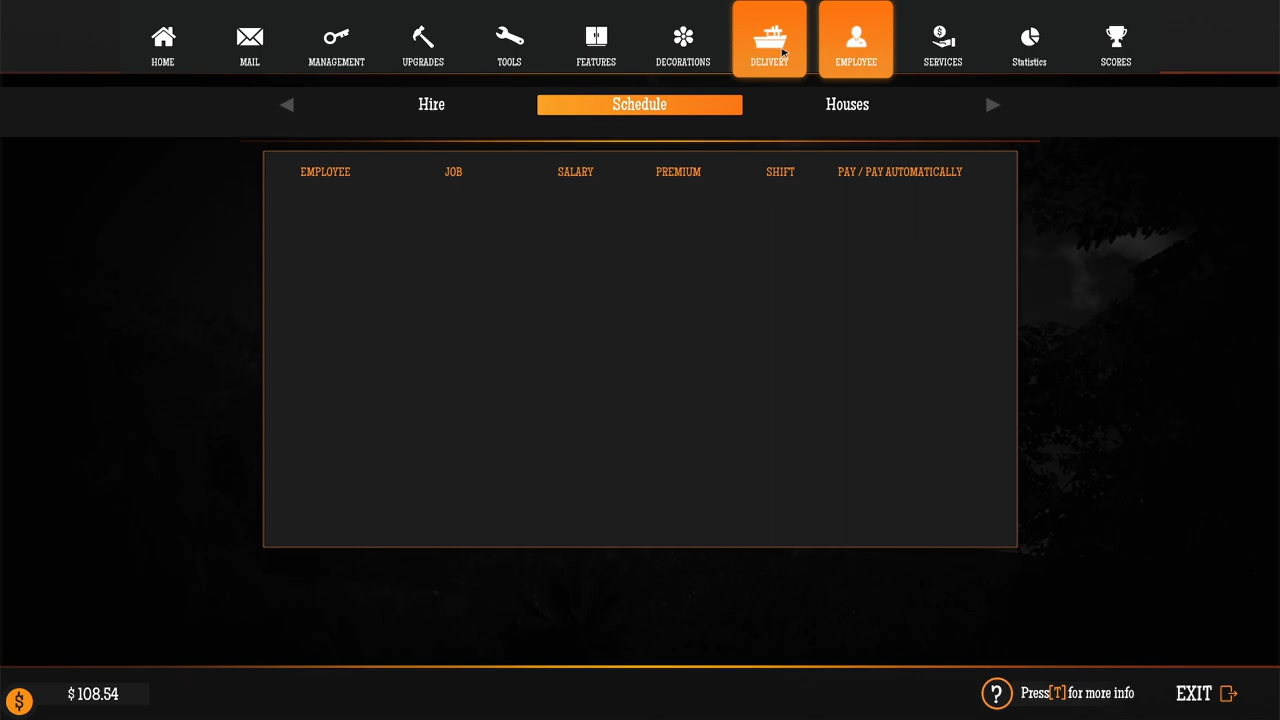 HOME MAIL MANAGEMENT UPGRADES TOOLS FEATURES DECORATIONS DELIVERY EMPLOYEE SERVICES Statistics SCORES
Hire Schedule Houses
EMPLOYEE JOB SALARY PREMIUM SHIFT PAY / PAY AUTOMATICALLY
$ $ 108.54 ? Press[T] for more info EXIT